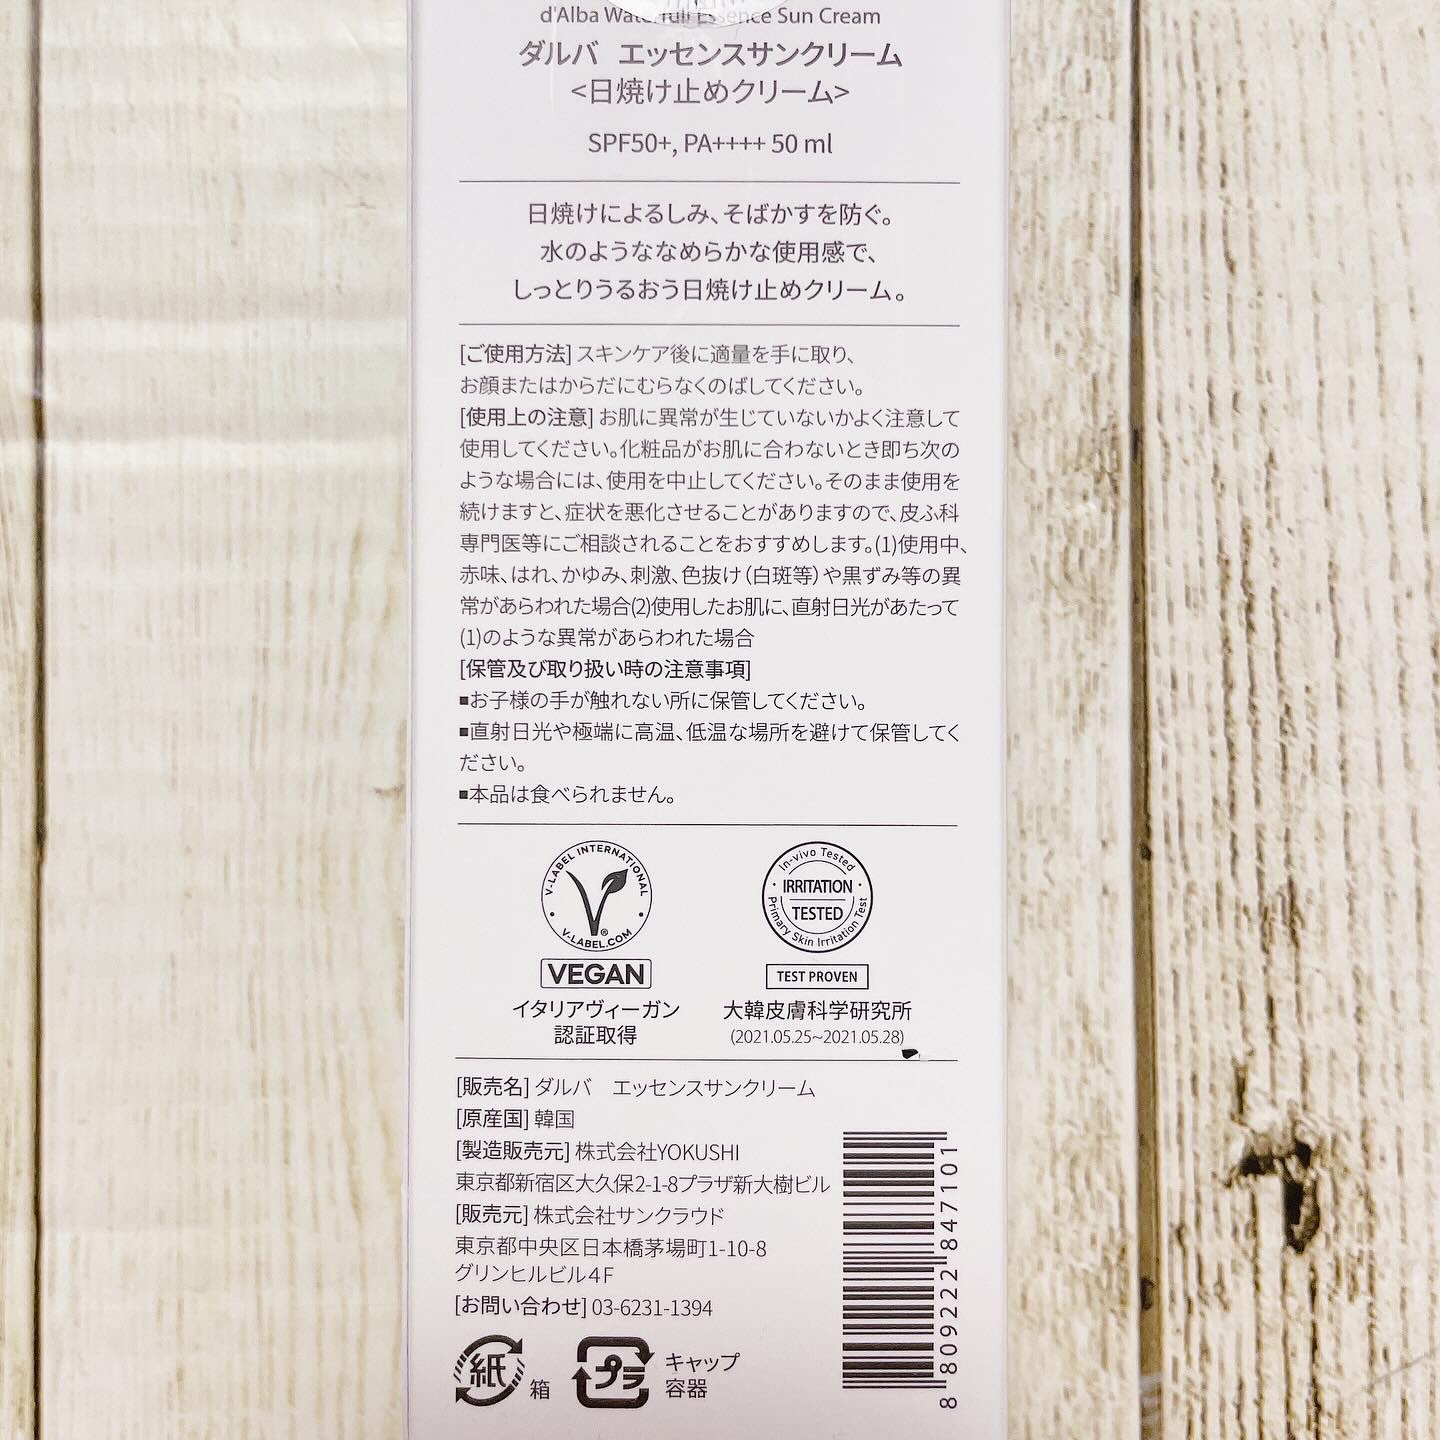 d'Alba Waterfull Essence Sun Cream
ダルバ　エッセンスサンクリーム
<日焼け止めクリーム>
SPF50+, PA++++ 50 ml
日焼けによるしみ、そばかすを防ぐ。
水のようななめらかな使用感で、
しっとりうるおう日焼け止めクリーム。
[ご使用方法] スキンケア後に適量を手に取り、
お顔またはからだにむらなくのばしてください。
[使用上の注意] お肌に異常が生じていないかよく注意して
使用してください。化粧品がお肌に合わないとき即ち次の
ような場合には、使用を中止してください。そのまま使用を
続けますと、症状を悪化させることがありますので、皮ふ科
専門医等にご相談されることをおすすめします。(1)使用中、
赤味、はれ、かゆみ、刺激、色抜け（白斑等）や黒ずみ等の異
常があらわれた場合(2)使用したお肌に、直射日光があたって
(1)のような異常があらわれた場合
[保管及び取り扱い時の注意事項]
■お子様の手が触れない所に保管してください。
■直射日光や極端に高温、低温な場所を避けて保管してく
ださい。
■本品は食べられません。
V-LABEL INTERNATIONAL
®
V-LABEL.COM
VEGAN
イタリアヴィーガン
認証取得
In-vivo Tested
IRRITATION
TESTED
Primary Skin Irritation Test
TEST PROVEN
大韓皮膚科学研究所
(2021.05.25~2021.05.28)
[販売名] ダルバ　エッセンスサンクリーム
[原産国] 韓国
[製造販売元] 株式会社YOKUSHI
東京都新宿区大久保2-1-8プラザ新大樹ビル
[販売元] 株式会社サンクラウド
東京都中央区日本橋茅場町1-10-8
グリンヒルビル4F
[お問い合わせ] 03-6231-1394
紙 箱
プラ キャップ
容器
8 809222 847101